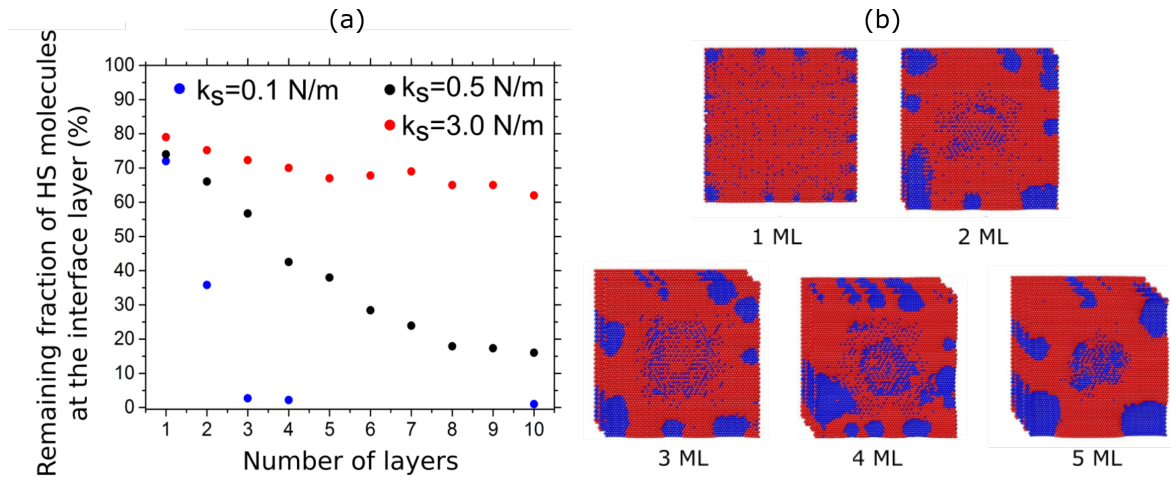 (a)
(b)
Remaining fraction of HS molecules
at the interface layer (%)
100
90
80
70
60
50
40
30
20
10
0
kS=0.1 N/m
kS=0.5 N/m
kS=3.0 N/m
1 2 3 4 5 6 7 8 9 10
Number of layers
1 ML
2 ML
3 ML
4 ML
5 ML